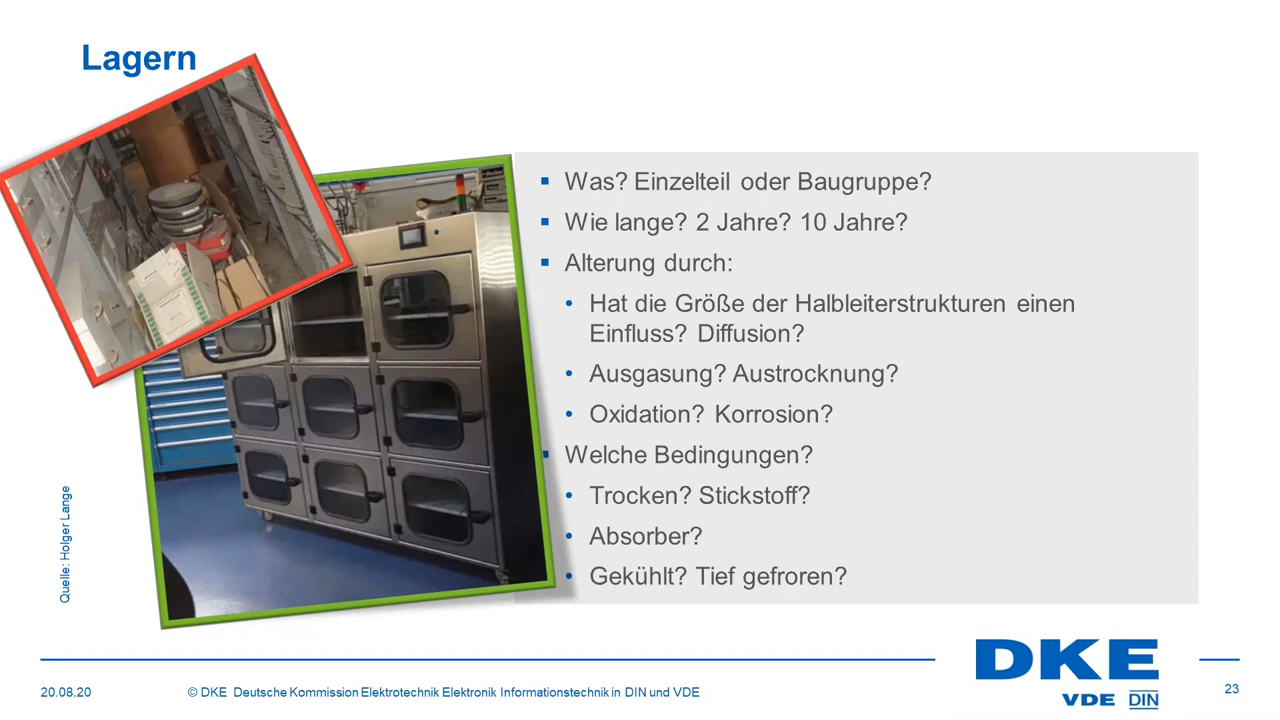 Lagern
Was? Einzelteil oder Baugruppe?
Wie lange? 2 Jahre? 10 Jahre?
Alterung durch:
Hat die Größe der Halbleiterstrukturen einen
Einfluss? Diffusion?
Ausgasung? Austrocknung?
Oxidation? Korrosion?
Welche Bedingungen?
Trocken? Stickstoff?
Absorber?
Gekühlt? Tief gefroren?
Quelle: Holger Lange
20.08.20
© DKE Deutsche Kommission Elektrotechnik Elektronik Informationstechnik in DIN und VDE
DKE
VDE DIN
23